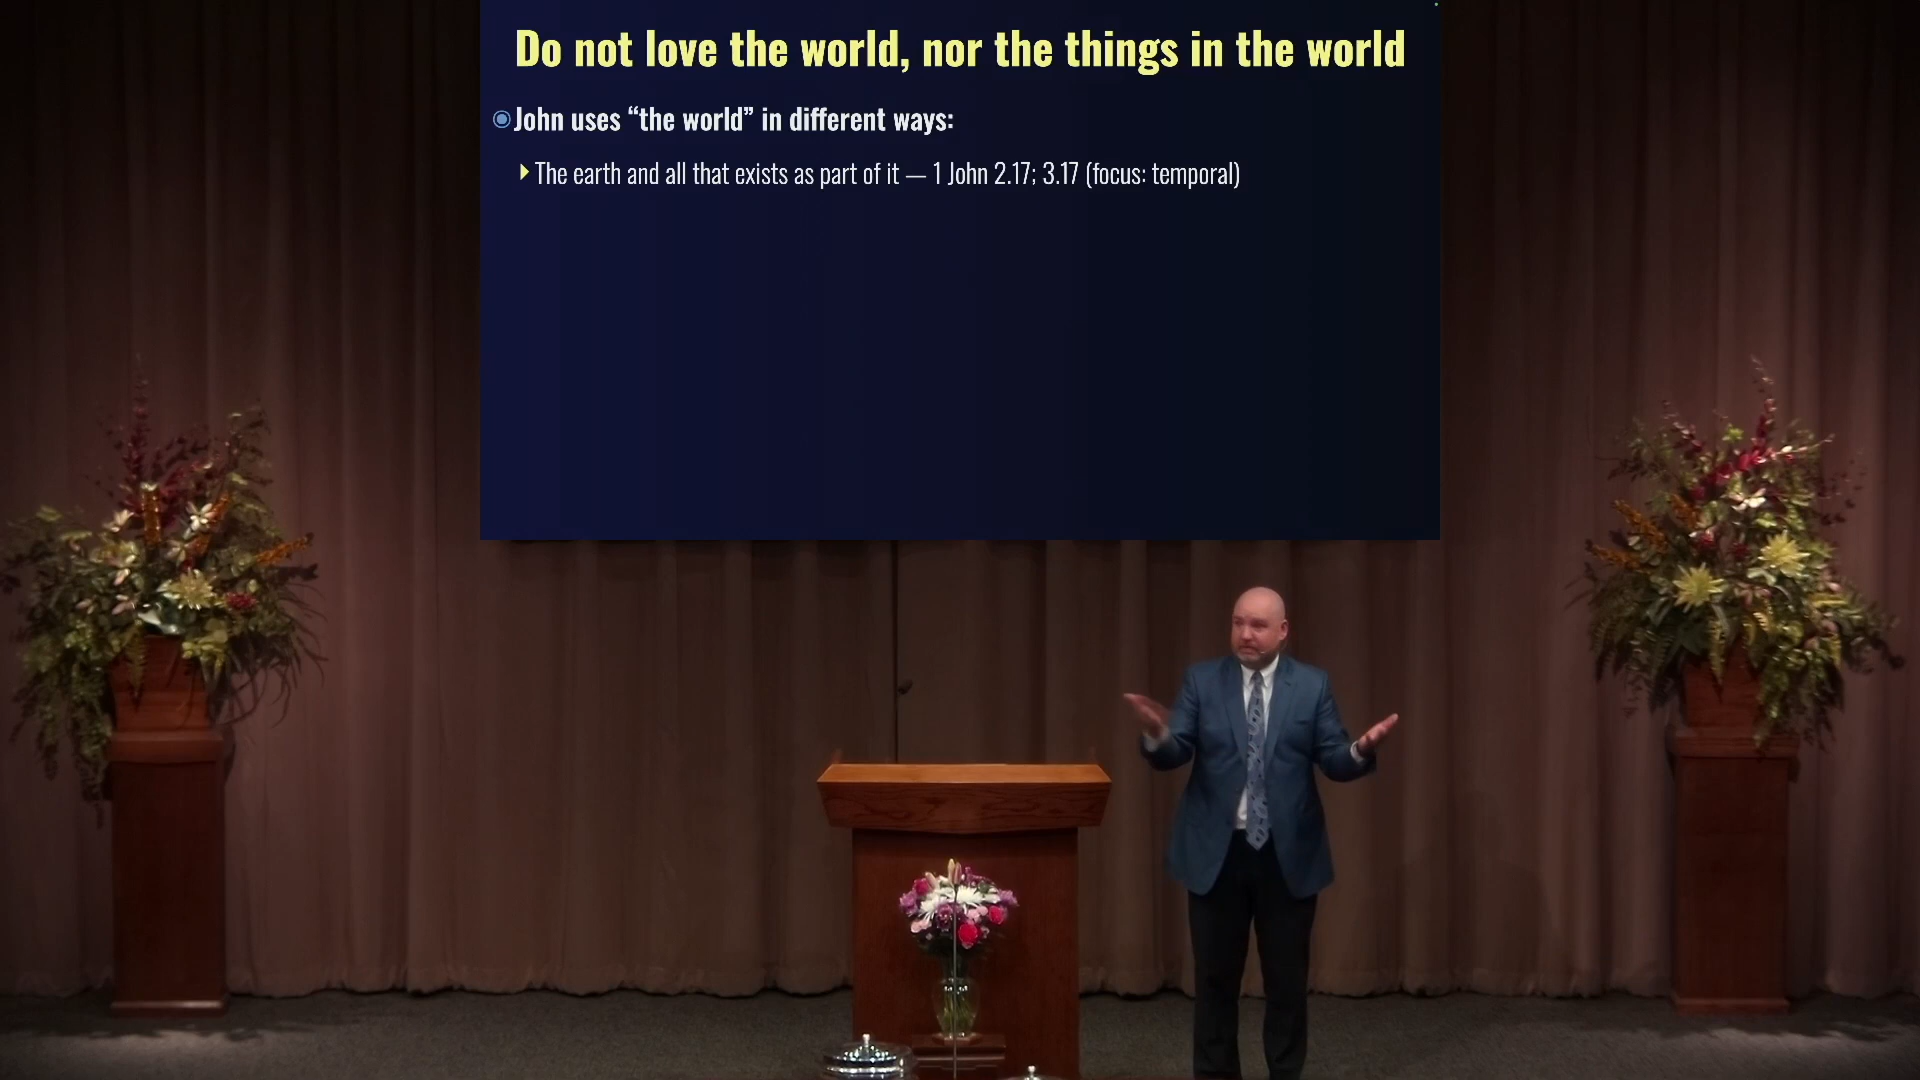 Do not love the world, nor the things in the world
John uses “the world” in different ways:
The earth and all that exists as part of it — 1 John 2.17; 3.17 (focus: temporal)